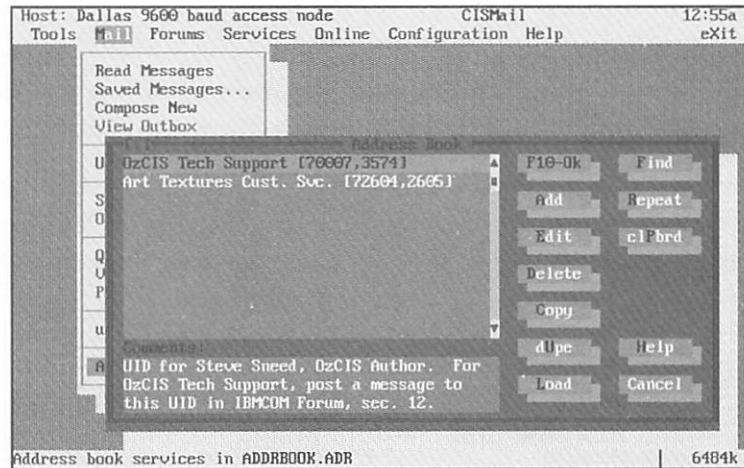 Host: Dallas 9600 baud access node CISMail 12:55a
Tools Mail Forums Services Online Configuration Help eXit
Read Messages
Saved Messages...
Compose New
View Outbox
Address Book
U
OzCIS Tech Support [70007,3574]
F10-Ok Find
Art Textures Cust. Svc. [72604,2605]
S
Add Repeat
O
Edit clPbrd
Q
V
Delete
P
Copy
u
Comments:
dUpe Help
A
UID for Steve Sneed, OzCIS Author. For
OzCIS Tech Support, post a message to
Load Cancel
this UID in IBMCOM Forum, sec. 12.
Address book services in ADDRBOOK.ADR 6484k